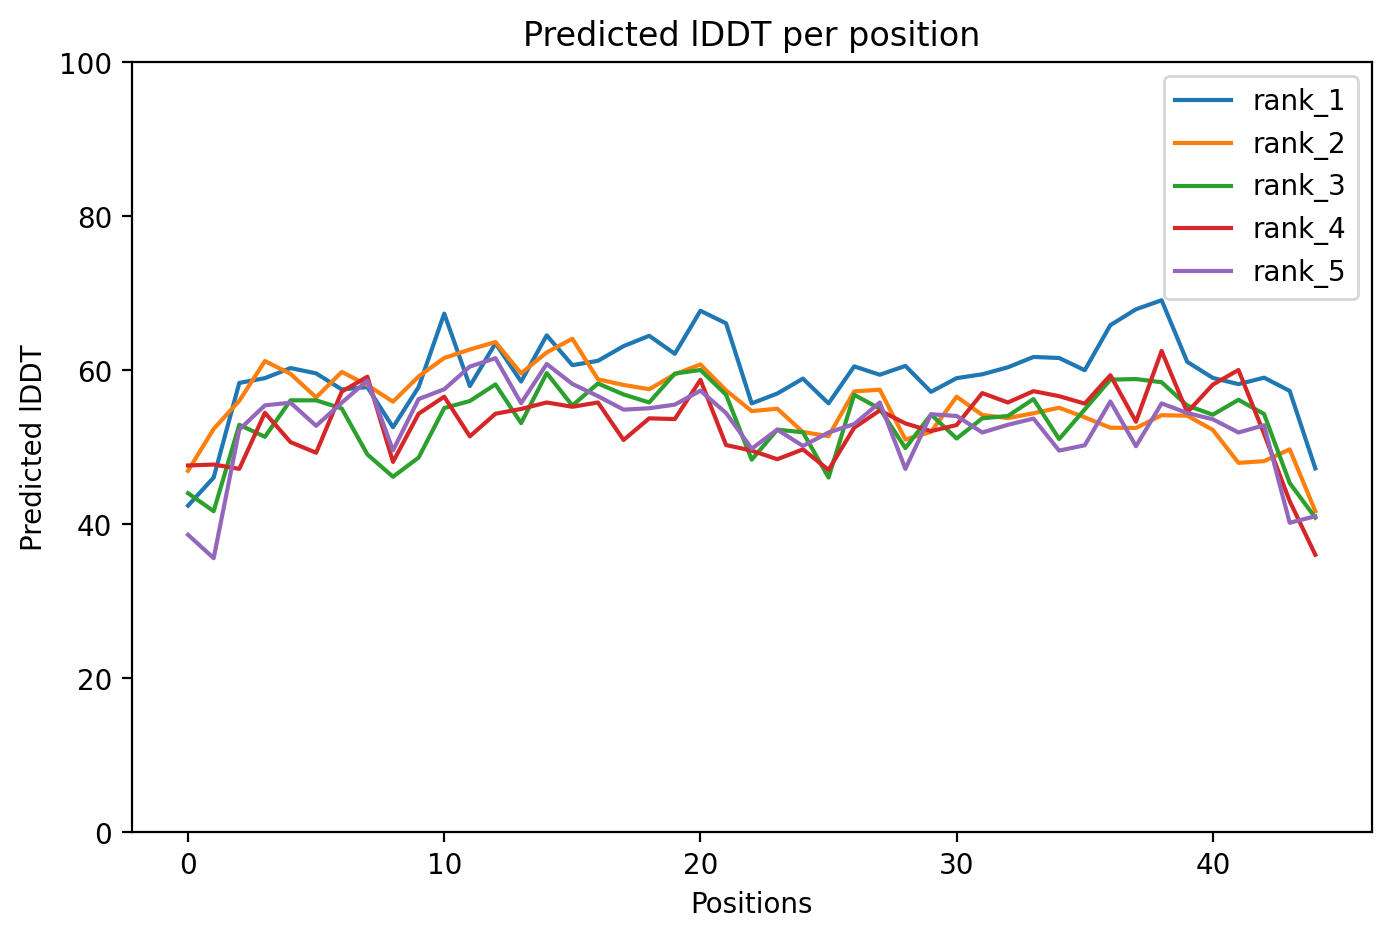 Predicted lDDT per position
100
80
60
40
20
0
Predicted lDDT
rank_1
rank_2
rank_3
rank_4
rank_5
0 10 20 30 40
Positions